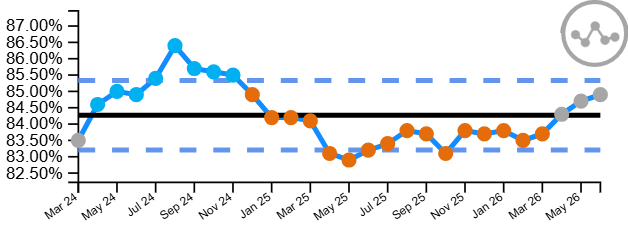 87.00%
86.50%
86.00%
85.50%
85.00%
84.50%
84.00%
83.50%
83.00%
82.50%
Mar 24
May 24
Jul 24
Sep 24
Nov 24
Jan 25
Mar 25
May 25
Jul 25
Sep 25
Nov 25
Jan 26
Mar 26
May 26